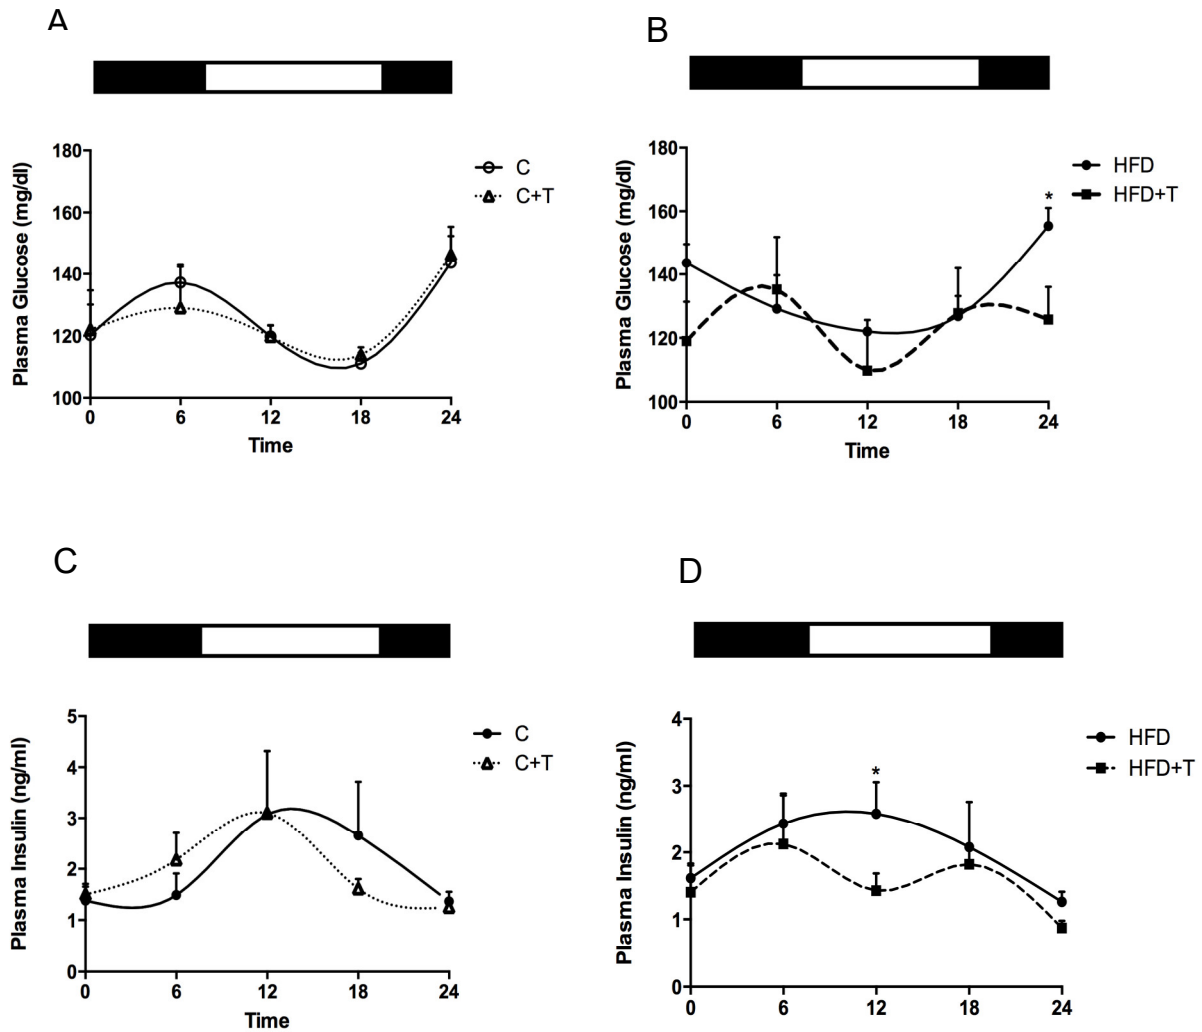 A
180
160
140
120
100
Plasma Glucose (mg/dl)
0 6 12 18 24
Time
C
C+T
B
180
160
140
120
100
Plasma Glucose (mg/dl)
*
0 6 12 18 24
Time
HFD
HFD+T
C
5
4
3
2
1
0
Plasma Insulin (ng/ml)
0 6 12 18 24
Time
C
C+T
D
4
3
2
1
0
Plasma Insulin (ng/ml)
*
0 6 12 18 24
HFD
HFD+T